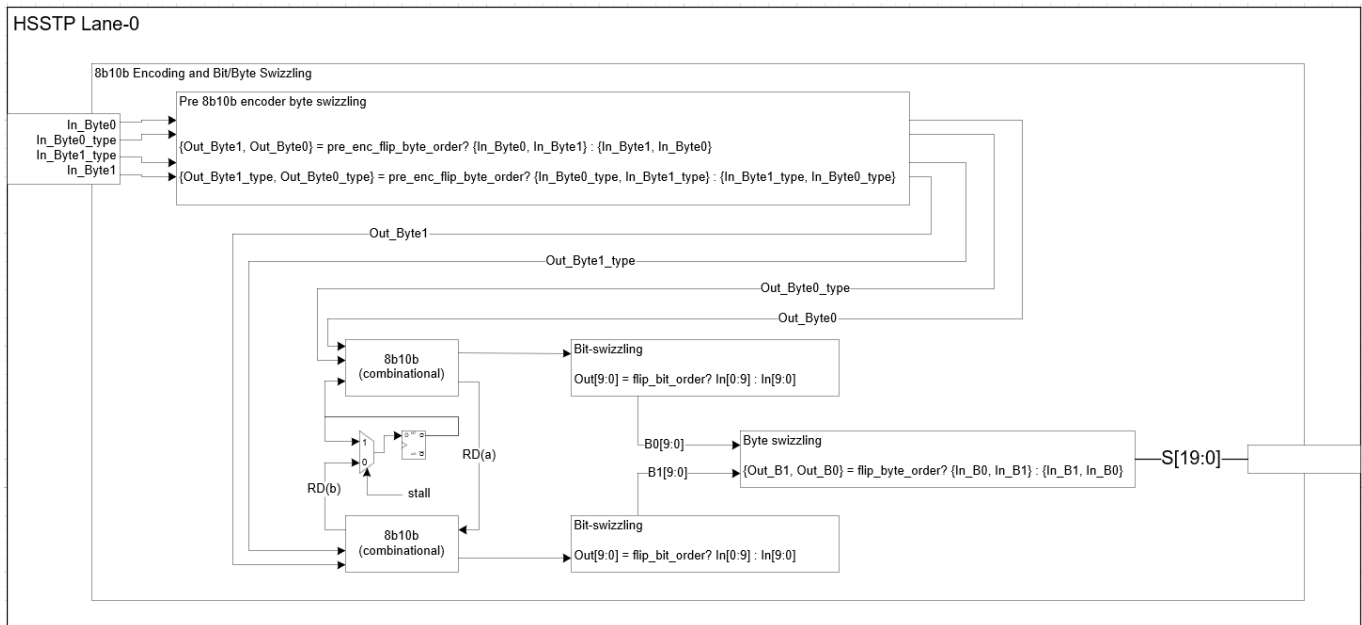 HSSTP Lane-0
8b10b Encoding and Bit/Byte Swizzling
Pre 8b10b encoder byte swizzling
In_Byte0
In_Byte0_type
In_Byte1_type
In_Byte1
{Out_Byte1, Out_Byte0} = pre_enc_flip_byte_order? {In_Byte0, In_Byte1} : {In_Byte1, In_Byte0}
{Out_Byte1_type, Out_Byte0_type} = pre_enc_flip_byte_order? {In_Byte0_type, In_Byte1_type} : {In_Byte1_type, In_Byte0_type}
Out_Byte1
Out_Byte1_type
Out_Byte0_type
Out_Byte0
8b10b
(combinational)
Bit-swizzling
Out[9:0] = flip_bit_order? In[0:9] : In[9:0]
1
0
RD(a)
RD(b)
stall
B0[9:0]
B1[9:0]
Byte swizzling
{Out_B1, Out_B0} = flip_byte_order? {In_B0, In_B1} : {In_B1, In_B0}
S[19:0]
8b10b
(combinational)
Bit-swizzling
Out[9:0] = flip_bit_order? In[0:9] : In[9:0]